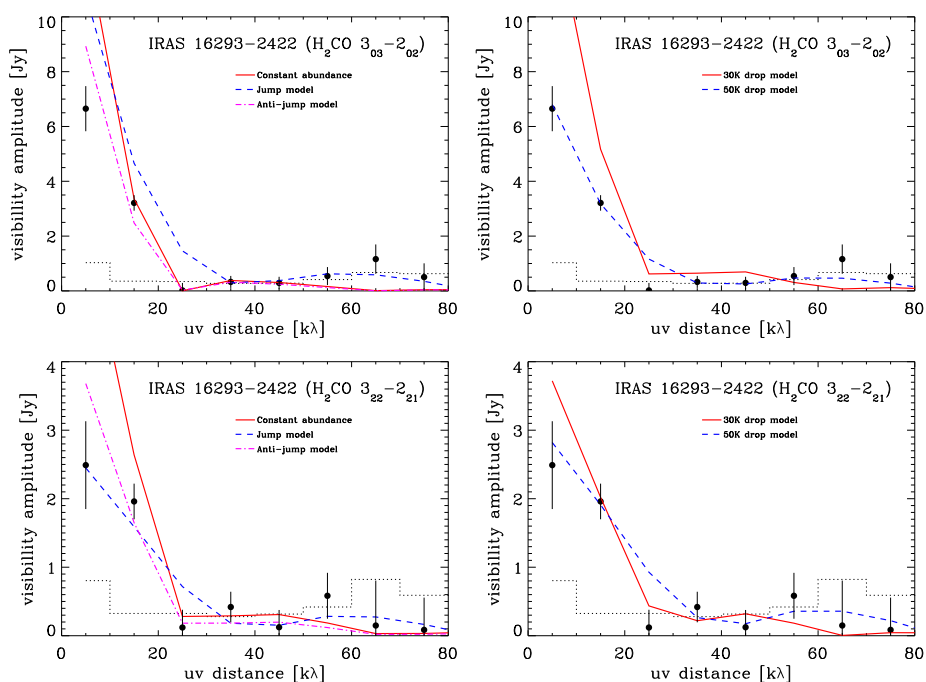 IRAS 16293−2422 (H₂CO 3₀₃−2₀₂)
Constant abundance
Jump model
Anti-jump model
visibillity amplitude [Jy]
10
8
6
4
2
0
0 20 40 60 80
uv distance [kλ]
IRAS 16293−2422 (H₂CO 3₀₃−2₀₂)
30K drop model
50K drop model
visibillity amplitude [Jy]
10
8
6
4
2
0
0 20 40 60 80
uv distance [kλ]
IRAS 16293−2422 (H₂CO 3₂₂−2₂₁)
Constant abundance
Jump model
Anti-jump model
visibillity amplitude [Jy]
4
3
2
1
0
0 20 40 60 80
uv distance [kλ]
IRAS 16293−2422 (H₂CO 3₂₂−2₂₁)
30K drop model
50K drop model
visibillity amplitude [Jy]
4
3
2
1
0
0 20 40 60 80
uv distance [kλ]